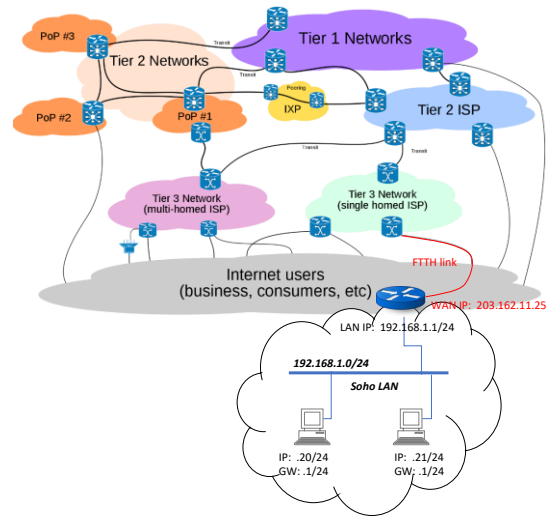 PoP #3
Transit
Tier 1 Networks
Tier 2 Networks
Transit
Peering
IXP
Tier 2 ISP
PoP #2
PoP #1
Transit
Transit
Tier 3 Network
(multi-homed ISP)
Tier 3 Network
(single homed ISP)
FTTH link
Internet users
(business, consumers, etc)
WAN IP: 203.162.11.25
LAN IP: 192.168.1.1/24
192.168.1.0/24
Soho LAN
IP: .20/24
GW: .1/24
IP: .21/24
GW: .1/24